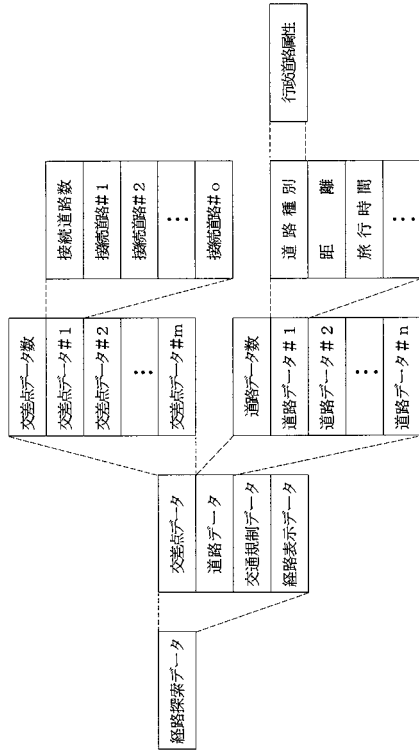 経路探索データ
交差点データ
道路データ
交通規制データ
経路表示データ
交差点データ数
交差点データ#1
交差点データ#2
⋮
交差点データ#m
道路データ数
道路データ#1
道路データ#2
⋮
道路データ#n
接続道路数
接続道路#1
接続道路#2
⋮
接続道路#o
道路種別
距離
旅行時間
⋮
行政道路属性